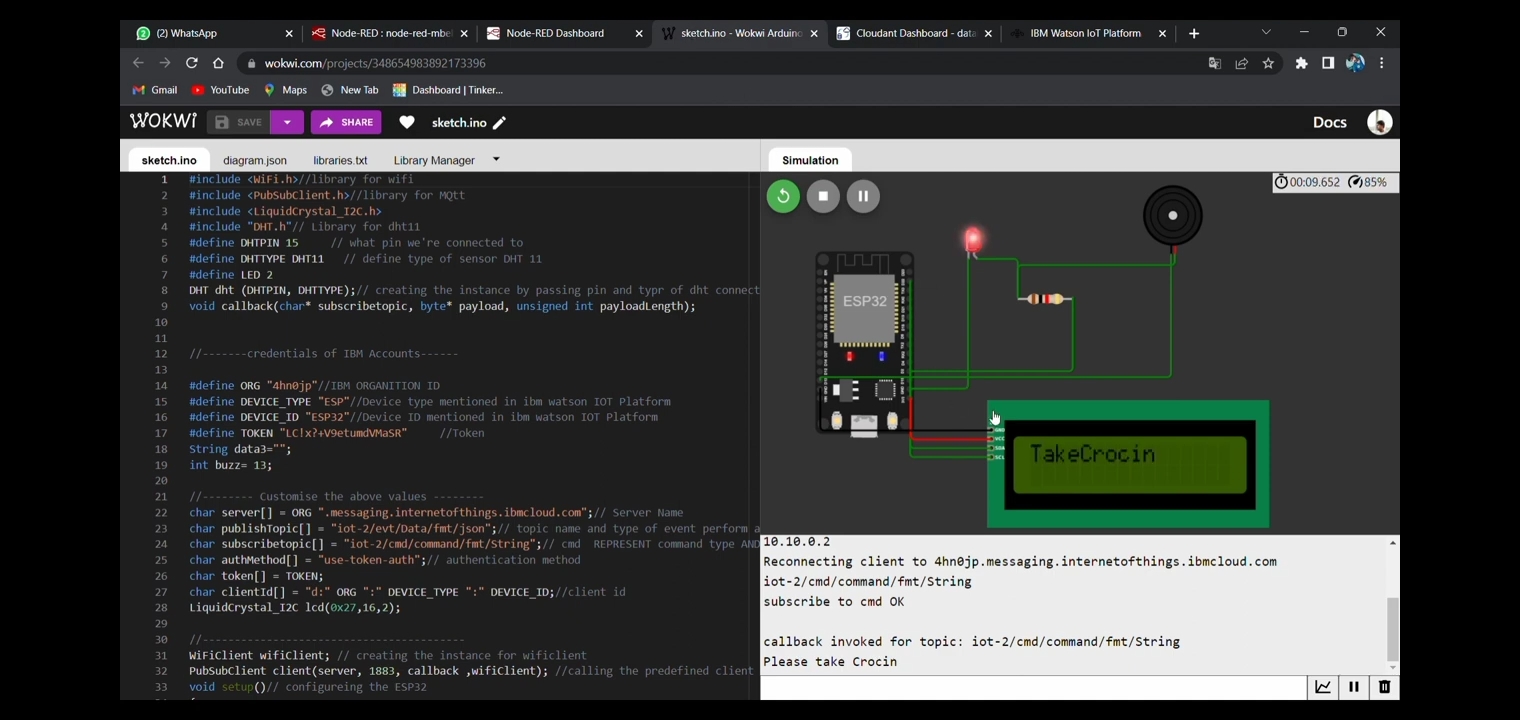 (2) WhatsApp
Node-RED : node-red-mbe
Node-RED Dashboard
sketch.ino - Wokwi Arduino
Cloudant Dashboard - data
IBM Watson IoT Platform
wokwi.com/projects/348654983892173396
Gmail
YouTube
Maps
New Tab
Dashboard | Tinker...
WOKWI
SAVE
SHARE
sketch.ino
Docs
sketch.ino
diagram.json
libraries.txt
Library Manager
1 #include <WiFi.h>//library for wifi
2 #include <PubSubClient.h>//library for MQtt
3 #include <LiquidCrystal_I2C.h>
4 #include "DHT.h"// Library for dht11
5 #define DHTPIN 15 // what pin we're connected to
6 #define DHTTYPE DHT11 // define type of sensor DHT 11
7 #define LED 2
8 DHT dht (DHTPIN, DHTTYPE);// creating the instance by passing pin and typr of dht connect
9 void callback(char* subscribetopic, byte* payload, unsigned int payloadLength);
10
11
12 //-------credentials of IBM Accounts------
13
14 #define ORG "4hn0jp"//IBM ORGANITION ID
15 #define DEVICE_TYPE "ESP"//Device type mentioned in ibm watson IOT Platform
16 #define DEVICE_ID "ESP32"//Device ID mentioned in ibm watson IOT Platform
17 #define TOKEN "LC!x?+V9etumdVMaSR" //Token
18 String data3="";
19 int buzz= 13;
20
21 //-------- Customise the above values --------
22 char server[] = ORG ".messaging.internetofthings.ibmcloud.com";// Server Name
23 char publishTopic[] = "iot-2/evt/Data/fmt/json";// topic name and type of event perform a
24 char subscribetopic[] = "iot-2/cmd/command/fmt/String";// cmd REPRESENT command type AND
25 char authMethod[] = "use-token-auth";// authentication method
26 char token[] = TOKEN;
27 char clientId[] = "d:" ORG ":" DEVICE_TYPE ":" DEVICE_ID;//client id
28 LiquidCrystal_I2C lcd(0x27,16,2);
29
30 //-----------------------------------------
31 WiFiClient wifiClient; // creating the instance for wificlient
32 PubSubClient client(server, 1883, callback ,wifiClient); //calling the predefined client
33 void setup()// configureing the ESP32
Simulation
00:09.652 85%
ESP32
GND
VCC
SDA
SCL
TakeCrocin
10.10.0.2
Reconnecting client to 4hn0jp.messaging.internetofthings.ibmcloud.com
iot-2/cmd/command/fmt/String
subscribe to cmd OK
callback invoked for topic: iot-2/cmd/command/fmt/String
Please take Crocin